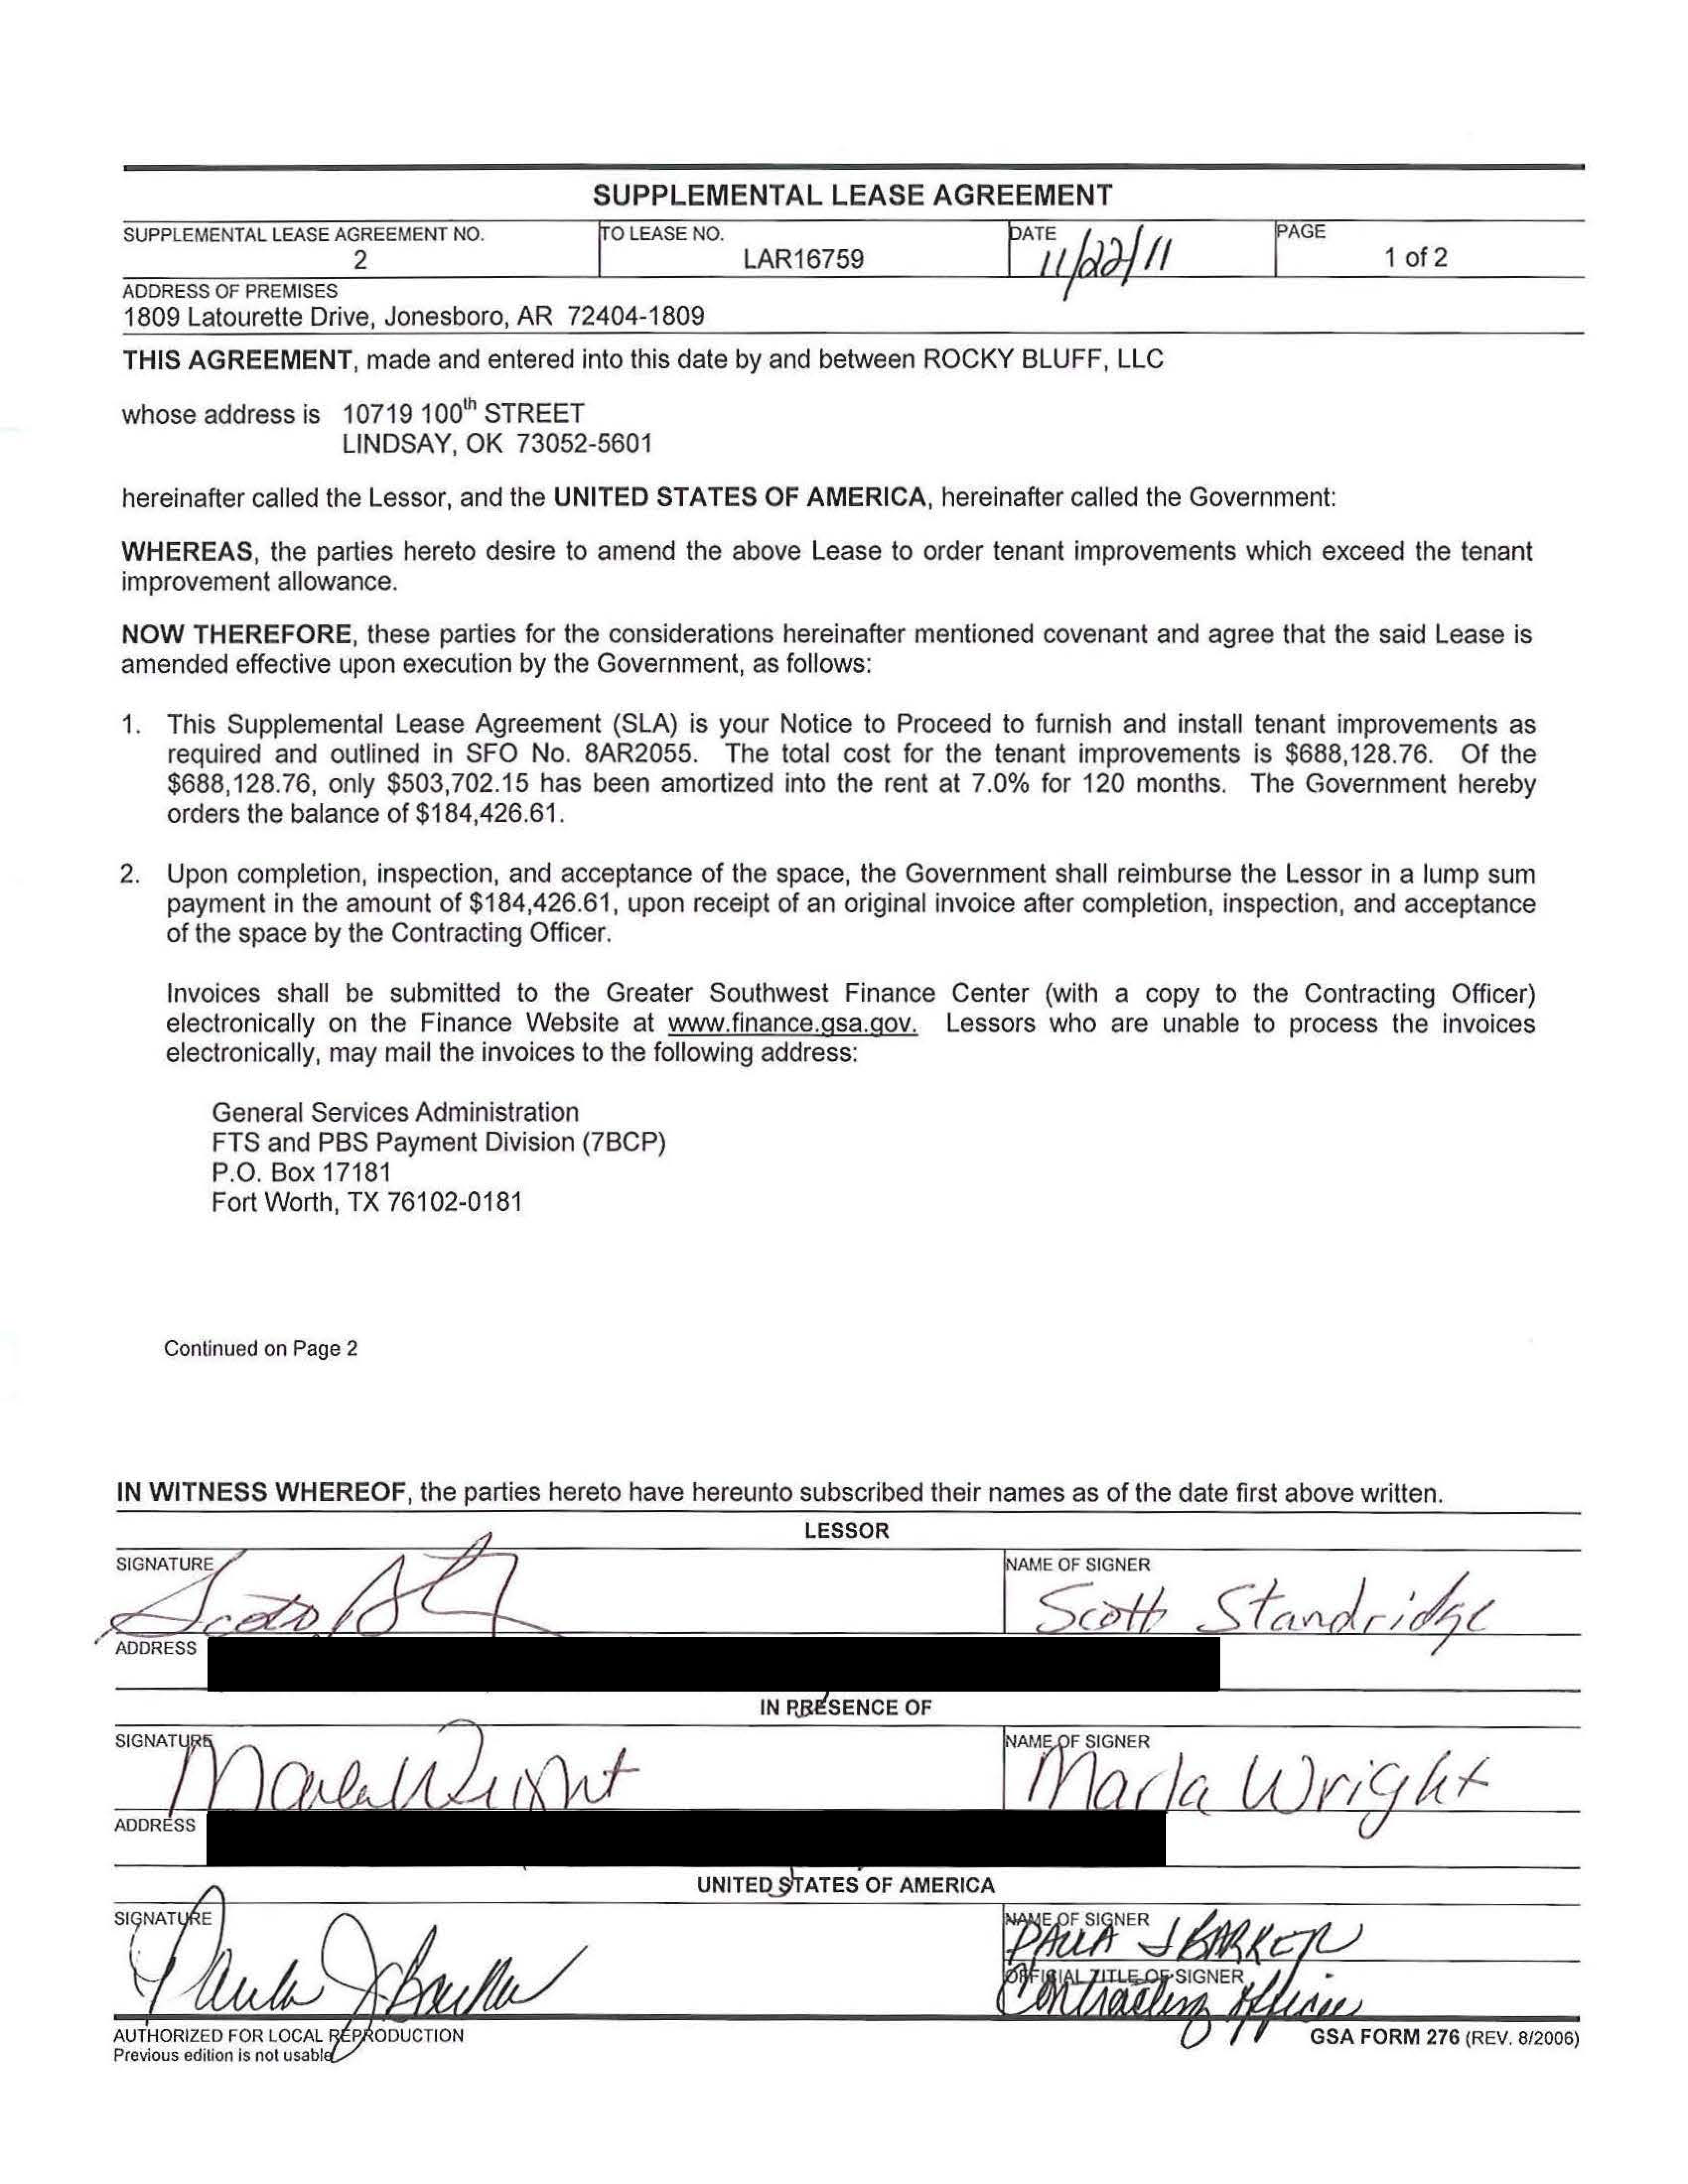 SUPPLEMENTAL LEASE AGREEMENT
SUPPLEMENTAL LEASE AGREEMENT NO. TO LEASE NO. DATE PAGE
2 LAR16759 11/22/11 1 of 2
ADDRESS OF PREMISES
1809 Latourette Drive, Jonesboro, AR 72404-1809
THIS AGREEMENT, made and entered into this date by and between ROCKY BLUFF, LLC
whose address is 10719 100th STREET
LINDSAY, OK 73052-5601
hereinafter called the Lessor, and the UNITED STATES OF AMERICA, hereinafter called the Government:
WHEREAS, the parties hereto desire to amend the above Lease to order tenant improvements which exceed the tenant
improvement allowance.
NOW THEREFORE, these parties for the considerations hereinafter mentioned covenant and agree that the said Lease is
amended effective upon execution by the Government, as follows:
1. This Supplemental Lease Agreement (SLA) is your Notice to Proceed to furnish and install tenant improvements as
required and outlined in SFO No. 8AR2055. The total cost for the tenant improvements is $688,128.76. Of the
$688,128.76, only $503,702.15 has been amortized into the rent at 7.0% for 120 months. The Government hereby
orders the balance of $184,426.61.
2. Upon completion, inspection, and acceptance of the space, the Government shall reimburse the Lessor in a lump sum
payment in the amount of $184,426.61, upon receipt of an original invoice after completion, inspection, and acceptance
of the space by the Contracting Officer.
Invoices shall be submitted to the Greater Southwest Finance Center (with a copy to the Contracting Officer)
electronically on the Finance Website at www.finance.gsa.gov. Lessors who are unable to process the invoices
electronically, may mail the invoices to the following address:
General Services Administration
FTS and PBS Payment Division (7BCP)
P.O. Box 17181
Fort Worth, TX 76102-0181
Continued on Page 2
IN WITNESS WHEREOF, the parties hereto have hereunto subscribed their names as of the date first above written.
LESSOR
SIGNATURE NAME OF SIGNER
Scott Standridge
ADDRESS
IN PRESENCE OF
SIGNATURE NAME OF SIGNER
Marla Wright Marla Wright
ADDRESS
UNITED STATES OF AMERICA
SIGNATURE NAME OF SIGNER
Paula J Barker PAULA J BARKER
OFFICIAL TITLE OF SIGNER
Contracting Officer
AUTHORIZED FOR LOCAL REPRODUCTION GSA FORM 276 (REV. 8/2006)
Previous edition is not usable